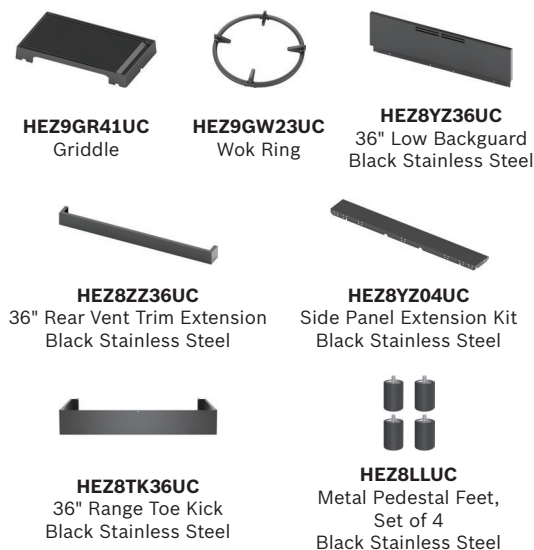 HEZ9GR41UC
Griddle
HEZ9GW23UC
Wok Ring
HEZ8YZ36UC
36" Low Backguard
Black Stainless Steel
HEZ8ZZ36UC
36" Rear Vent Trim Extension
Black Stainless Steel
HEZ8YZ04UC
Side Panel Extension Kit
Black Stainless Steel
HEZ8TK36UC
36" Range Toe Kick
Black Stainless Steel
HEZ8LLUC
Metal Pedestal Feet,
Set of 4
Black Stainless Steel